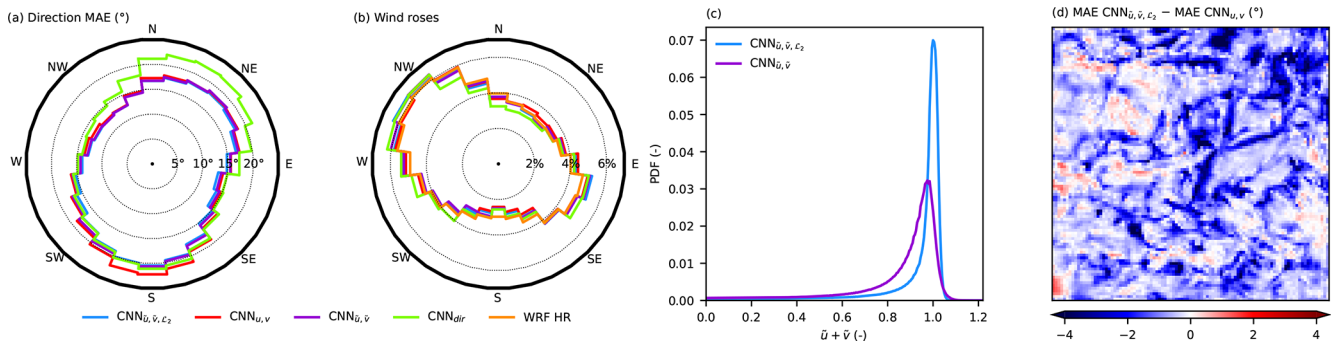 (a) Direction MAE (°)
N
NE
E
SE
S
SW
W
NW
5° 10° 15° 20°
(b) Wind roses
N
NE
E
SE
S
SW
W
NW
2% 4% 6%
CNNũ,ṽ,ℒ₂
CNNu,v
CNNũ,ṽ
CNNdir
WRF HR
(c)
PDF (-)
0.07
0.06
0.05
0.04
0.03
0.02
0.01
0.00
CNNũ,ṽ,ℒ₂
CNNũ,ṽ
0.0 0.2 0.4 0.6 0.8 1.0 1.2
ũ + ṽ (-)
(d) MAE CNNũ,ṽ,ℒ₂ − MAE CNNu,v (°)
−4 −2 0 2 4